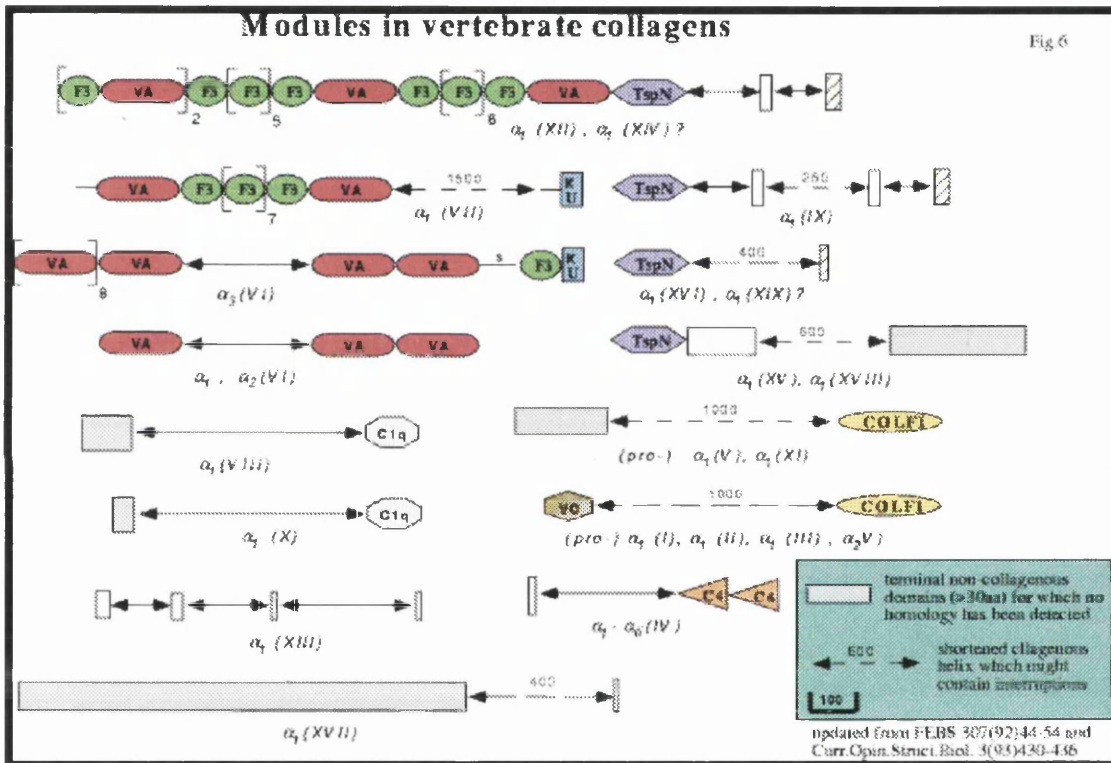 Modules in vertebrate collagens
Fig.6
F3 VA F3 F3 F3 VA F3 F3 F3 VA TspN
2 5 6
α1 (XII) , α1 (XIV) ?
VA F3 F3 F3 VA 1500 K U
7
α1 (VII)
TspN 250
α1(IX)
VA VA VA VA s F3 K U
8
α3(VI)
TspN 400
α1(XVI) , α1(XIX) ?
VA VA VA
α1 , α2(VI)
TspN 600
α1(XV), α1(XVIII)
C1q
α1(VIII)
1000 COLFI
(pro-) α1(V), α1(XI)
C1q
α1 (X)
VC 1000 COLFI
(pro-) α1 (I), α1 (II), α1 (III) , α2V)
α1 (XIII)
C4 C4
α1 - α6(IV)
400
α1(XVII)
terminal non-collagenous
domains (>30aa) for which no
homology has been detected
600
shortened cllagenous
helix which might
contain interruptions
100
updated from FEBS 307(92)44-54 and
Curr.Opin.Struct.Biol. 3(93)430-436